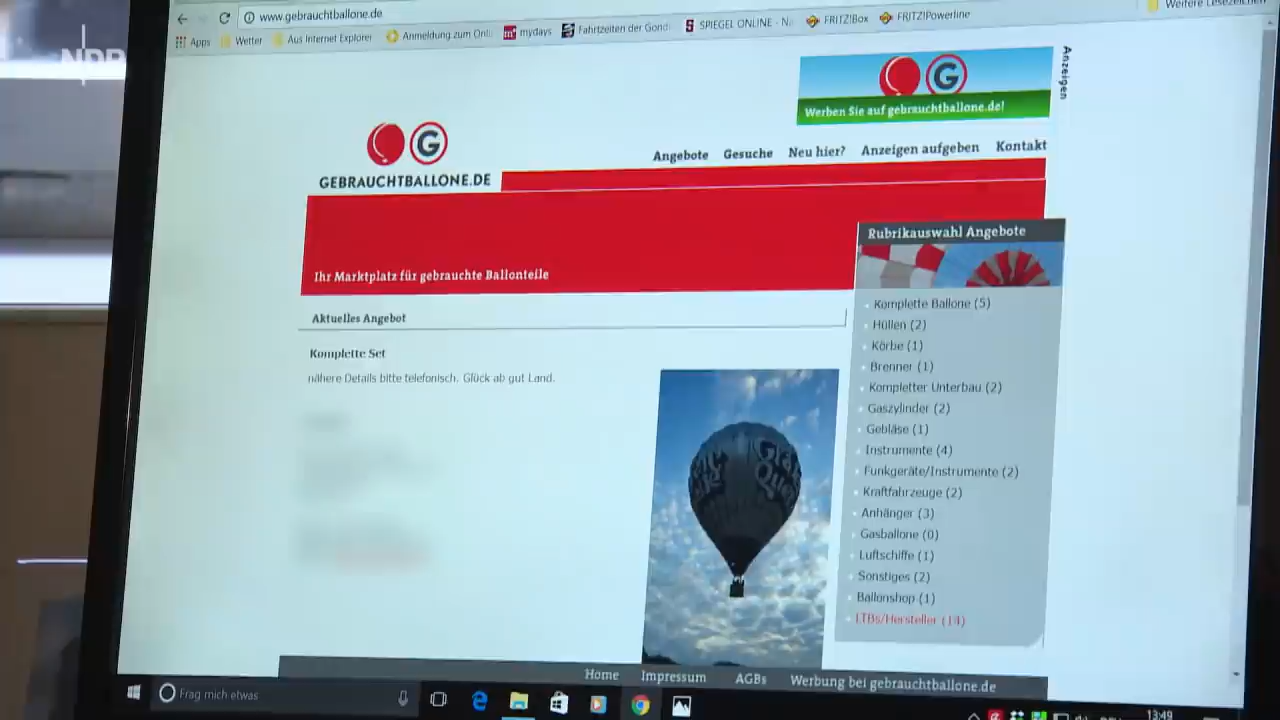 www.gebrauchtballone.de
Weitere Lesezeichen
Apps Wetter Aus Internet Explorer Anmeldung zum Onli mydays Fahrtzeiten der Gond SPIEGEL ONLINE - N FRITZ!Box FRITZ!Powerline
NDR
Anzeigen
G
Werben Sie auf gebrauchtballone.de!
G
GEBRAUCHTBALLONE.DE
Angebote Gesuche Neu hier? Anzeigen aufgeben Kontakt
Ihr Marktplatz für gebrauchte Ballonteile
Rubrikauswahl Angebote
Komplette Ballone (5)
Hüllen (2)
Körbe (1)
Brenner (1)
Kompletter Unterbau (2)
Gaszylinder (2)
Gebläse (1)
Instrumente (4)
Funkgeräte/Instrumente (2)
Kraftfahrzeuge (2)
Anhänger (3)
Gasballone (0)
Luftschiffe (1)
Sonstiges (2)
Ballonshop (1)
LTBs/Hersteller (14)
Aktuelles Angebot
Komplette Set
nähere Details bitte telefonisch. Glück ab gut Land.
Home Impressum AGBs Werbung bei gebrauchtballone.de
Frag mich etwas
13:49